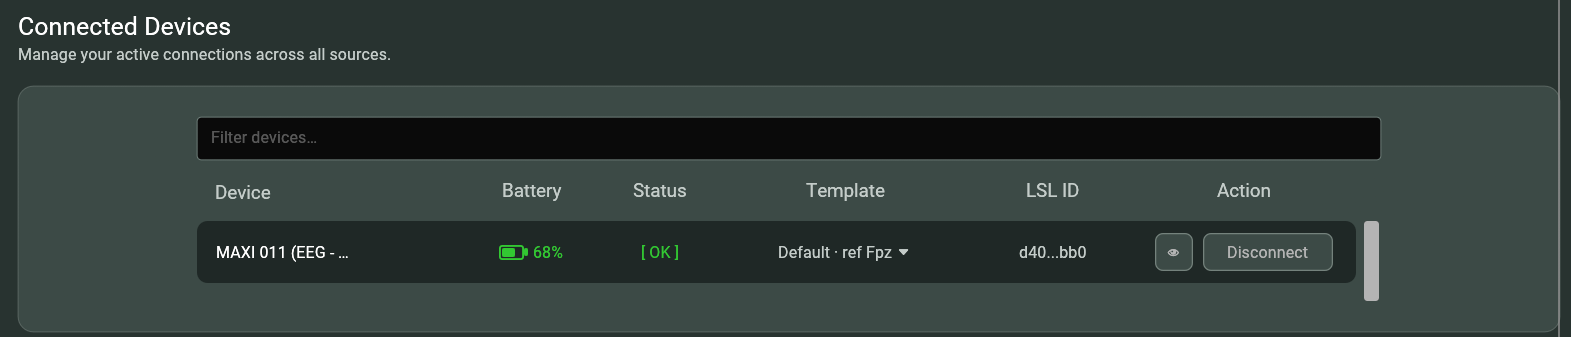 Connected Devices
Manage your active connections across all sources.
Filter devices...
Device Battery Status Template LSL ID Action
MAXI 011 (EEG - ... 68% [ OK ] Default · ref Fpz d40...bb0 Disconnect